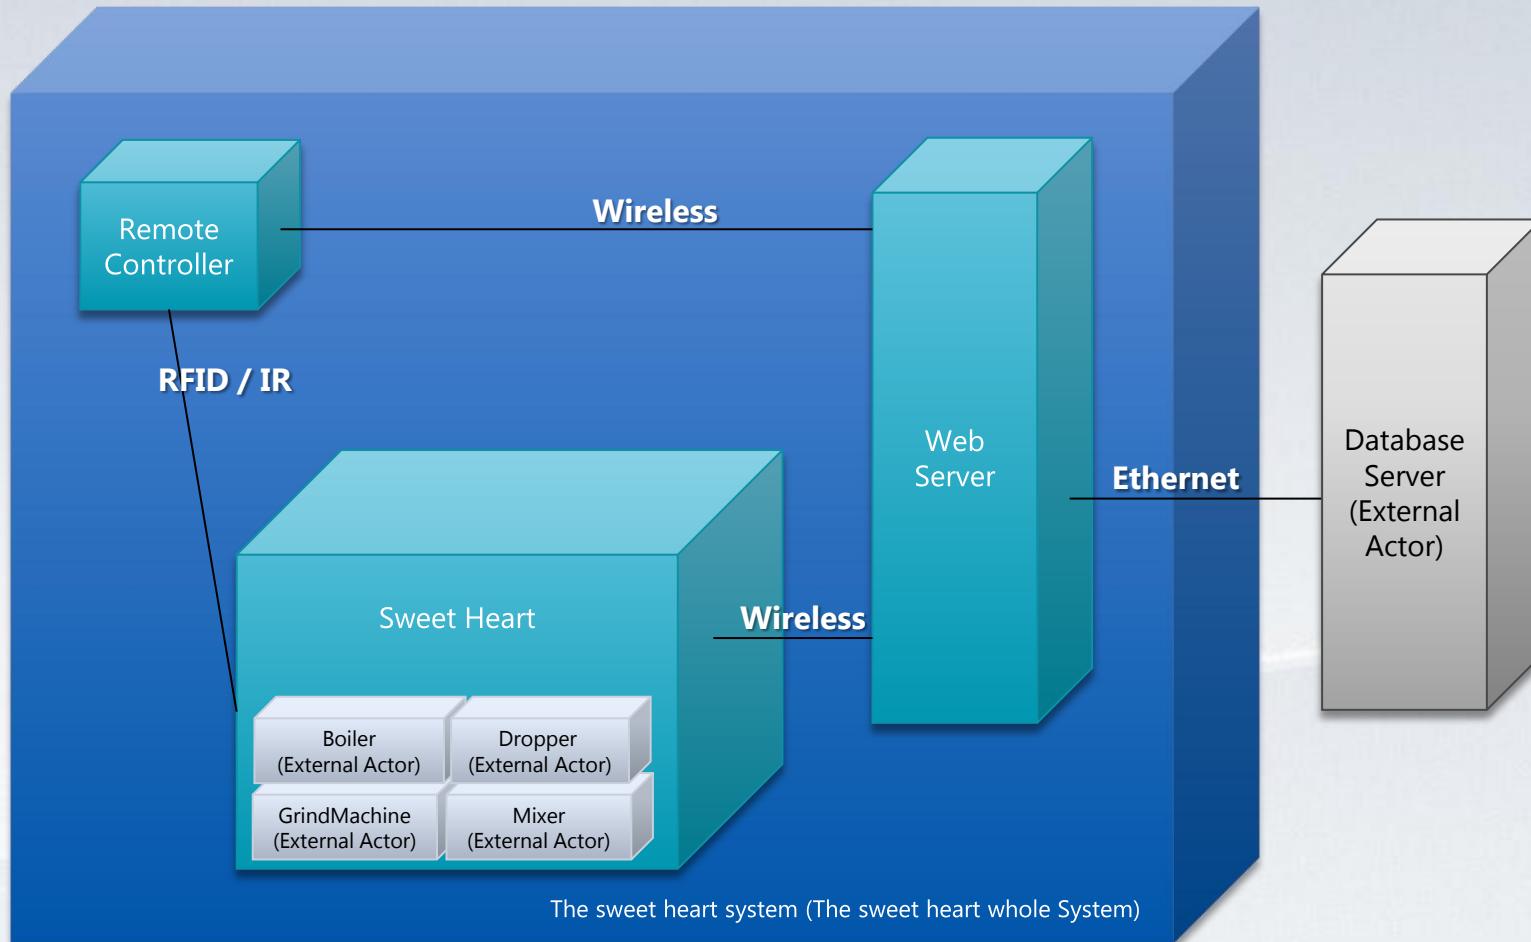 Wireless
Remote
Controller
RFID / IR
Web
Server
Ethernet
Database
Server
(External
Actor)
Sweet Heart
Wireless
Boiler
(External Actor)
Dropper
(External Actor)
GrindMachine
(External Actor)
Mixer
(External Actor)
The sweet heart system (The sweet heart whole System)